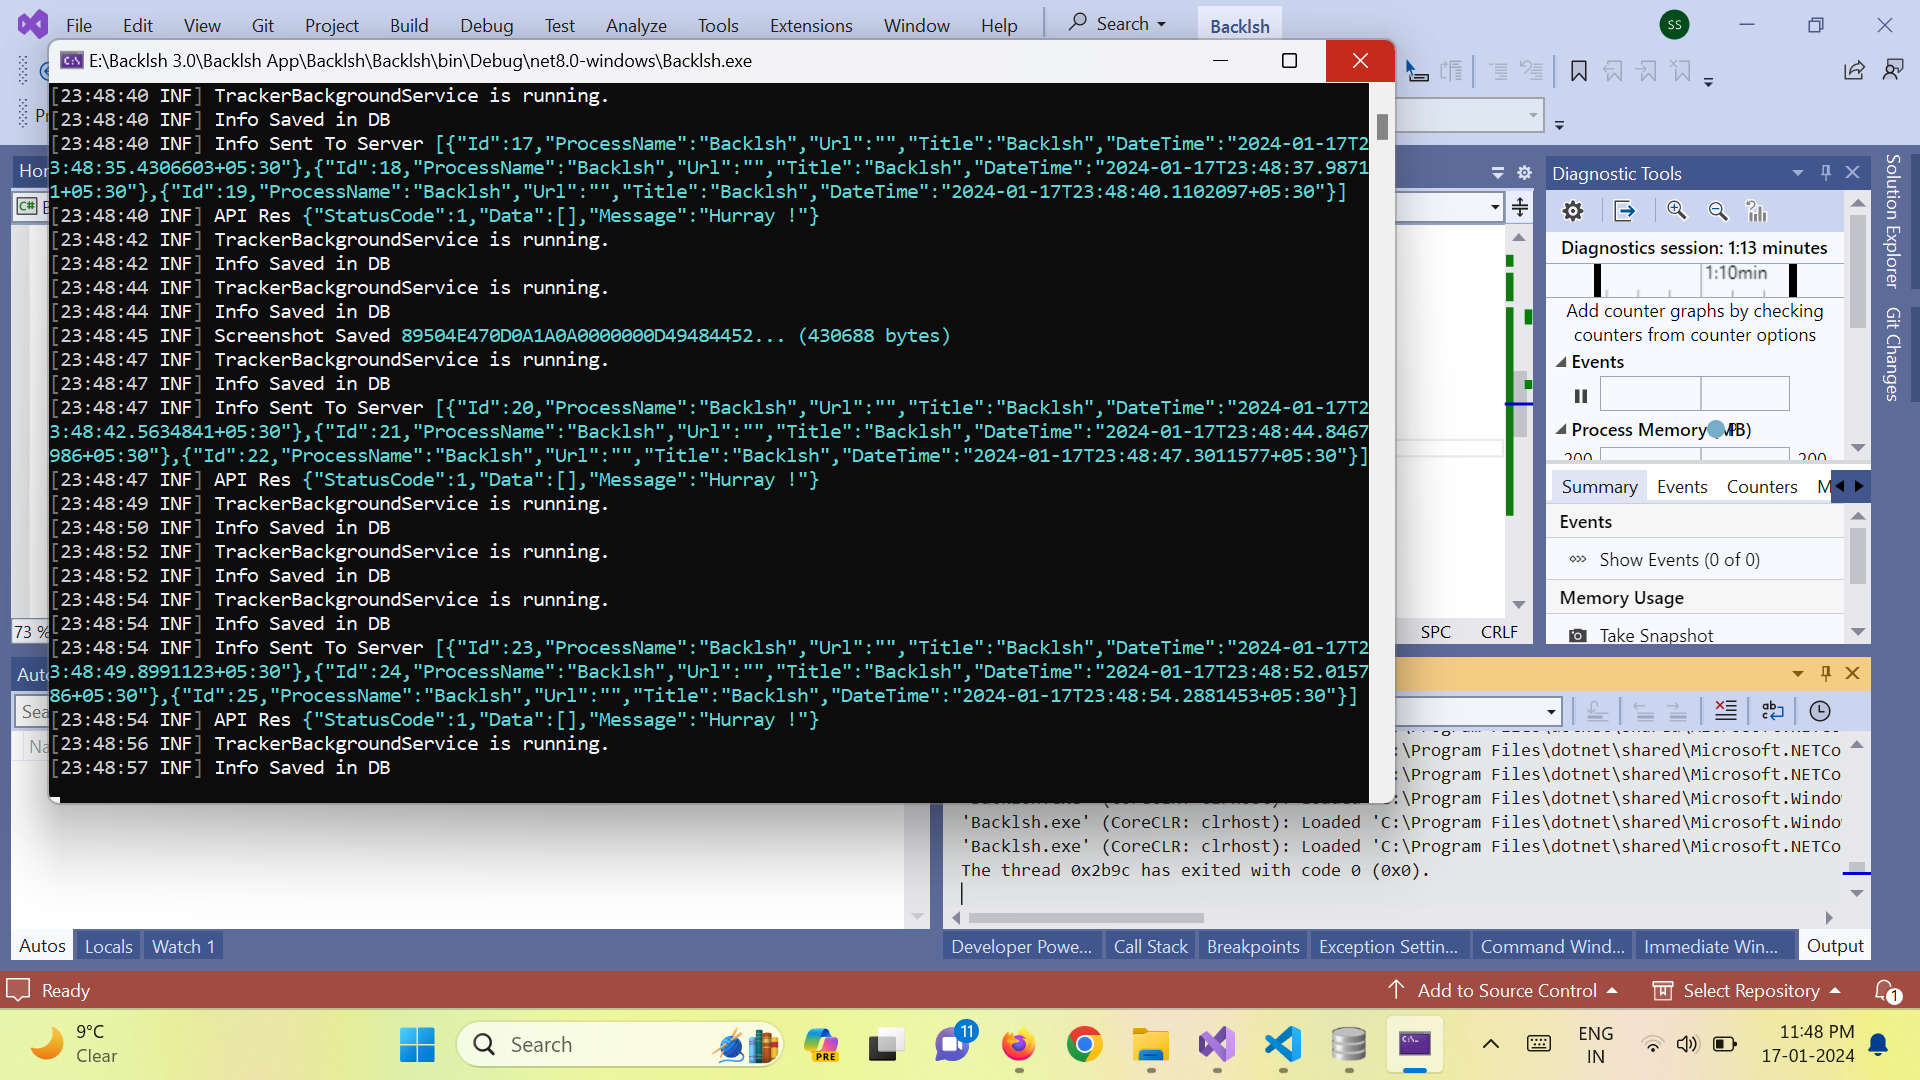 File Edit View Git Project Build Debug Test Analyze Tools Extensions Window Help Search Backlsh SS
E:\Backlsh 3.0\Backlsh App\Backlsh\Backlsh\bin\Debug\net8.0-windows\Backlsh.exe
[23:48:40 INF] TrackerBackgroundService is running.
[23:48:40 INF] Info Saved in DB
[23:48:40 INF] Info Sent To Server [{"Id":17,"ProcessName":"Backlsh","Url":"","Title":"Backlsh","DateTime":"2024-01-17T2
3:48:35.4306603+05:30"},{"Id":18,"ProcessName":"Backlsh","Url":"","Title":"Backlsh","DateTime":"2024-01-17T23:48:37.9871
1+05:30"},{"Id":19,"ProcessName":"Backlsh","Url":"","Title":"Backlsh","DateTime":"2024-01-17T23:48:40.1102097+05:30"}]
[23:48:40 INF] API Res {"StatusCode":1,"Data":[],"Message":"Hurray !"}
[23:48:42 INF] TrackerBackgroundService is running.
[23:48:42 INF] Info Saved in DB
[23:48:44 INF] TrackerBackgroundService is running.
[23:48:44 INF] Info Saved in DB
[23:48:45 INF] Screenshot Saved 89504E470D0A1A0A0000000D49484452... (430688 bytes)
[23:48:47 INF] TrackerBackgroundService is running.
[23:48:47 INF] Info Saved in DB
[23:48:47 INF] Info Sent To Server [{"Id":20,"ProcessName":"Backlsh","Url":"","Title":"Backlsh","DateTime":"2024-01-17T2
3:48:42.5634841+05:30"},{"Id":21,"ProcessName":"Backlsh","Url":"","Title":"Backlsh","DateTime":"2024-01-17T23:48:44.8467
986+05:30"},{"Id":22,"ProcessName":"Backlsh","Url":"","Title":"Backlsh","DateTime":"2024-01-17T23:48:47.3011577+05:30"}]
[23:48:47 INF] API Res {"StatusCode":1,"Data":[],"Message":"Hurray !"}
[23:48:49 INF] TrackerBackgroundService is running.
[23:48:50 INF] Info Saved in DB
[23:48:52 INF] TrackerBackgroundService is running.
[23:48:52 INF] Info Saved in DB
[23:48:54 INF] TrackerBackgroundService is running.
[23:48:54 INF] Info Saved in DB
[23:48:54 INF] Info Sent To Server [{"Id":23,"ProcessName":"Backlsh","Url":"","Title":"Backlsh","DateTime":"2024-01-17T2
3:48:49.8991123+05:30"},{"Id":24,"ProcessName":"Backlsh","Url":"","Title":"Backlsh","DateTime":"2024-01-17T23:48:52.0157
86+05:30"},{"Id":25,"ProcessName":"Backlsh","Url":"","Title":"Backlsh","DateTime":"2024-01-17T23:48:54.2881453+05:30"}]
[23:48:54 INF] API Res {"StatusCode":1,"Data":[],"Message":"Hurray !"}
[23:48:56 INF] TrackerBackgroundService is running.
[23:48:57 INF] Info Saved in DB
73 %
SPC CRLF
Diagnostic Tools
Diagnostics session: 1:13 minutes
1:10min
Add counter graphs by checking
counters from counter options
Events
Process Memory
200 200
Summary Events Counters M
Events
Show Events (0 of 0)
Memory Usage
Take Snapshot
Solution Explorer
Git Changes
:\Program Files\dotnet\shared\Microsoft.NETCo
:\Program Files\dotnet\shared\Microsoft.NETCo
:\Program Files\dotnet\shared\Microsoft.Windo
'Backlsh.exe' (CoreCLR: clrhost): Loaded 'C:\Program Files\dotnet\shared\Microsoft.Windo
'Backlsh.exe' (CoreCLR: clrhost): Loaded 'C:\Program Files\dotnet\shared\Microsoft.NETCo
The thread 0x2b9c has exited with code 0 (0x0).
Autos Locals Watch 1
Developer Powe... Call Stack Breakpoints Exception Settin... Command Wind... Immediate Win... Output
Ready Add to Source Control Select Repository 1
9°C
Clear
Search
PRE
11
ENG
IN
11:48 PM
17-01-2024